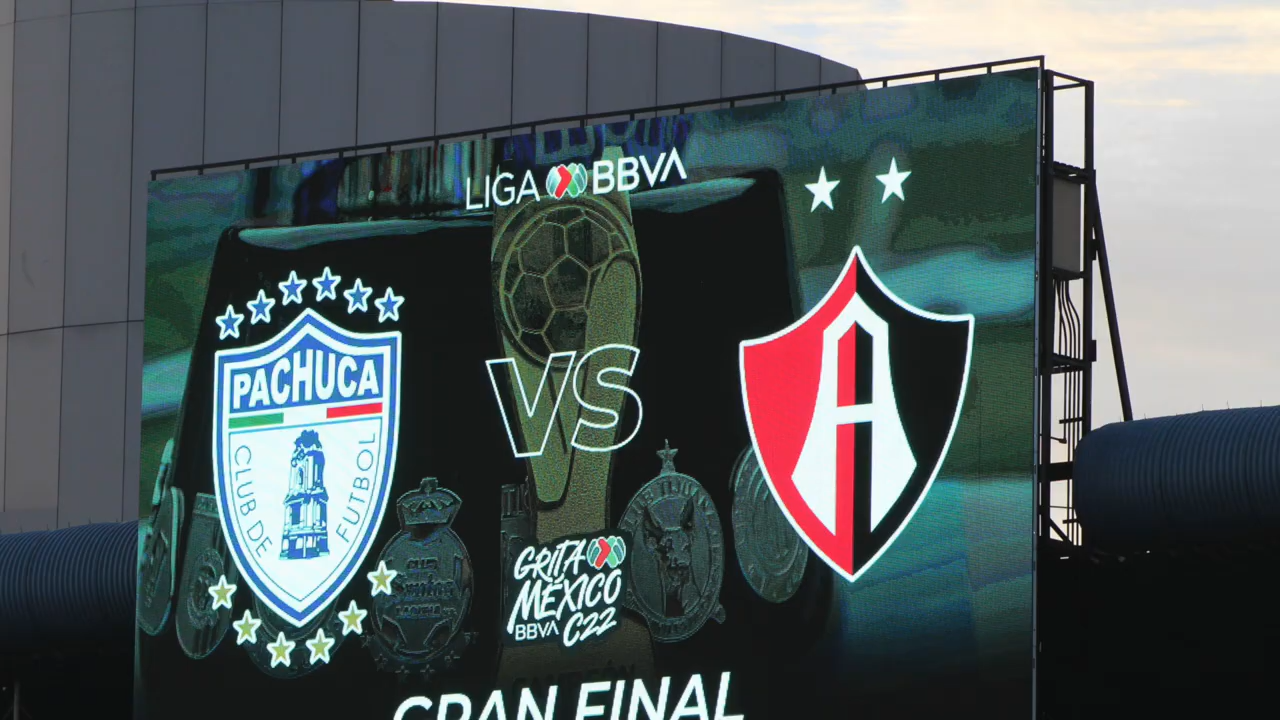 LIGA BBVA
PACHUCA
CLUB DE FUTBOL
VS
A
GRITA
MÉXICO
BBVA C22
GRAN FINAL